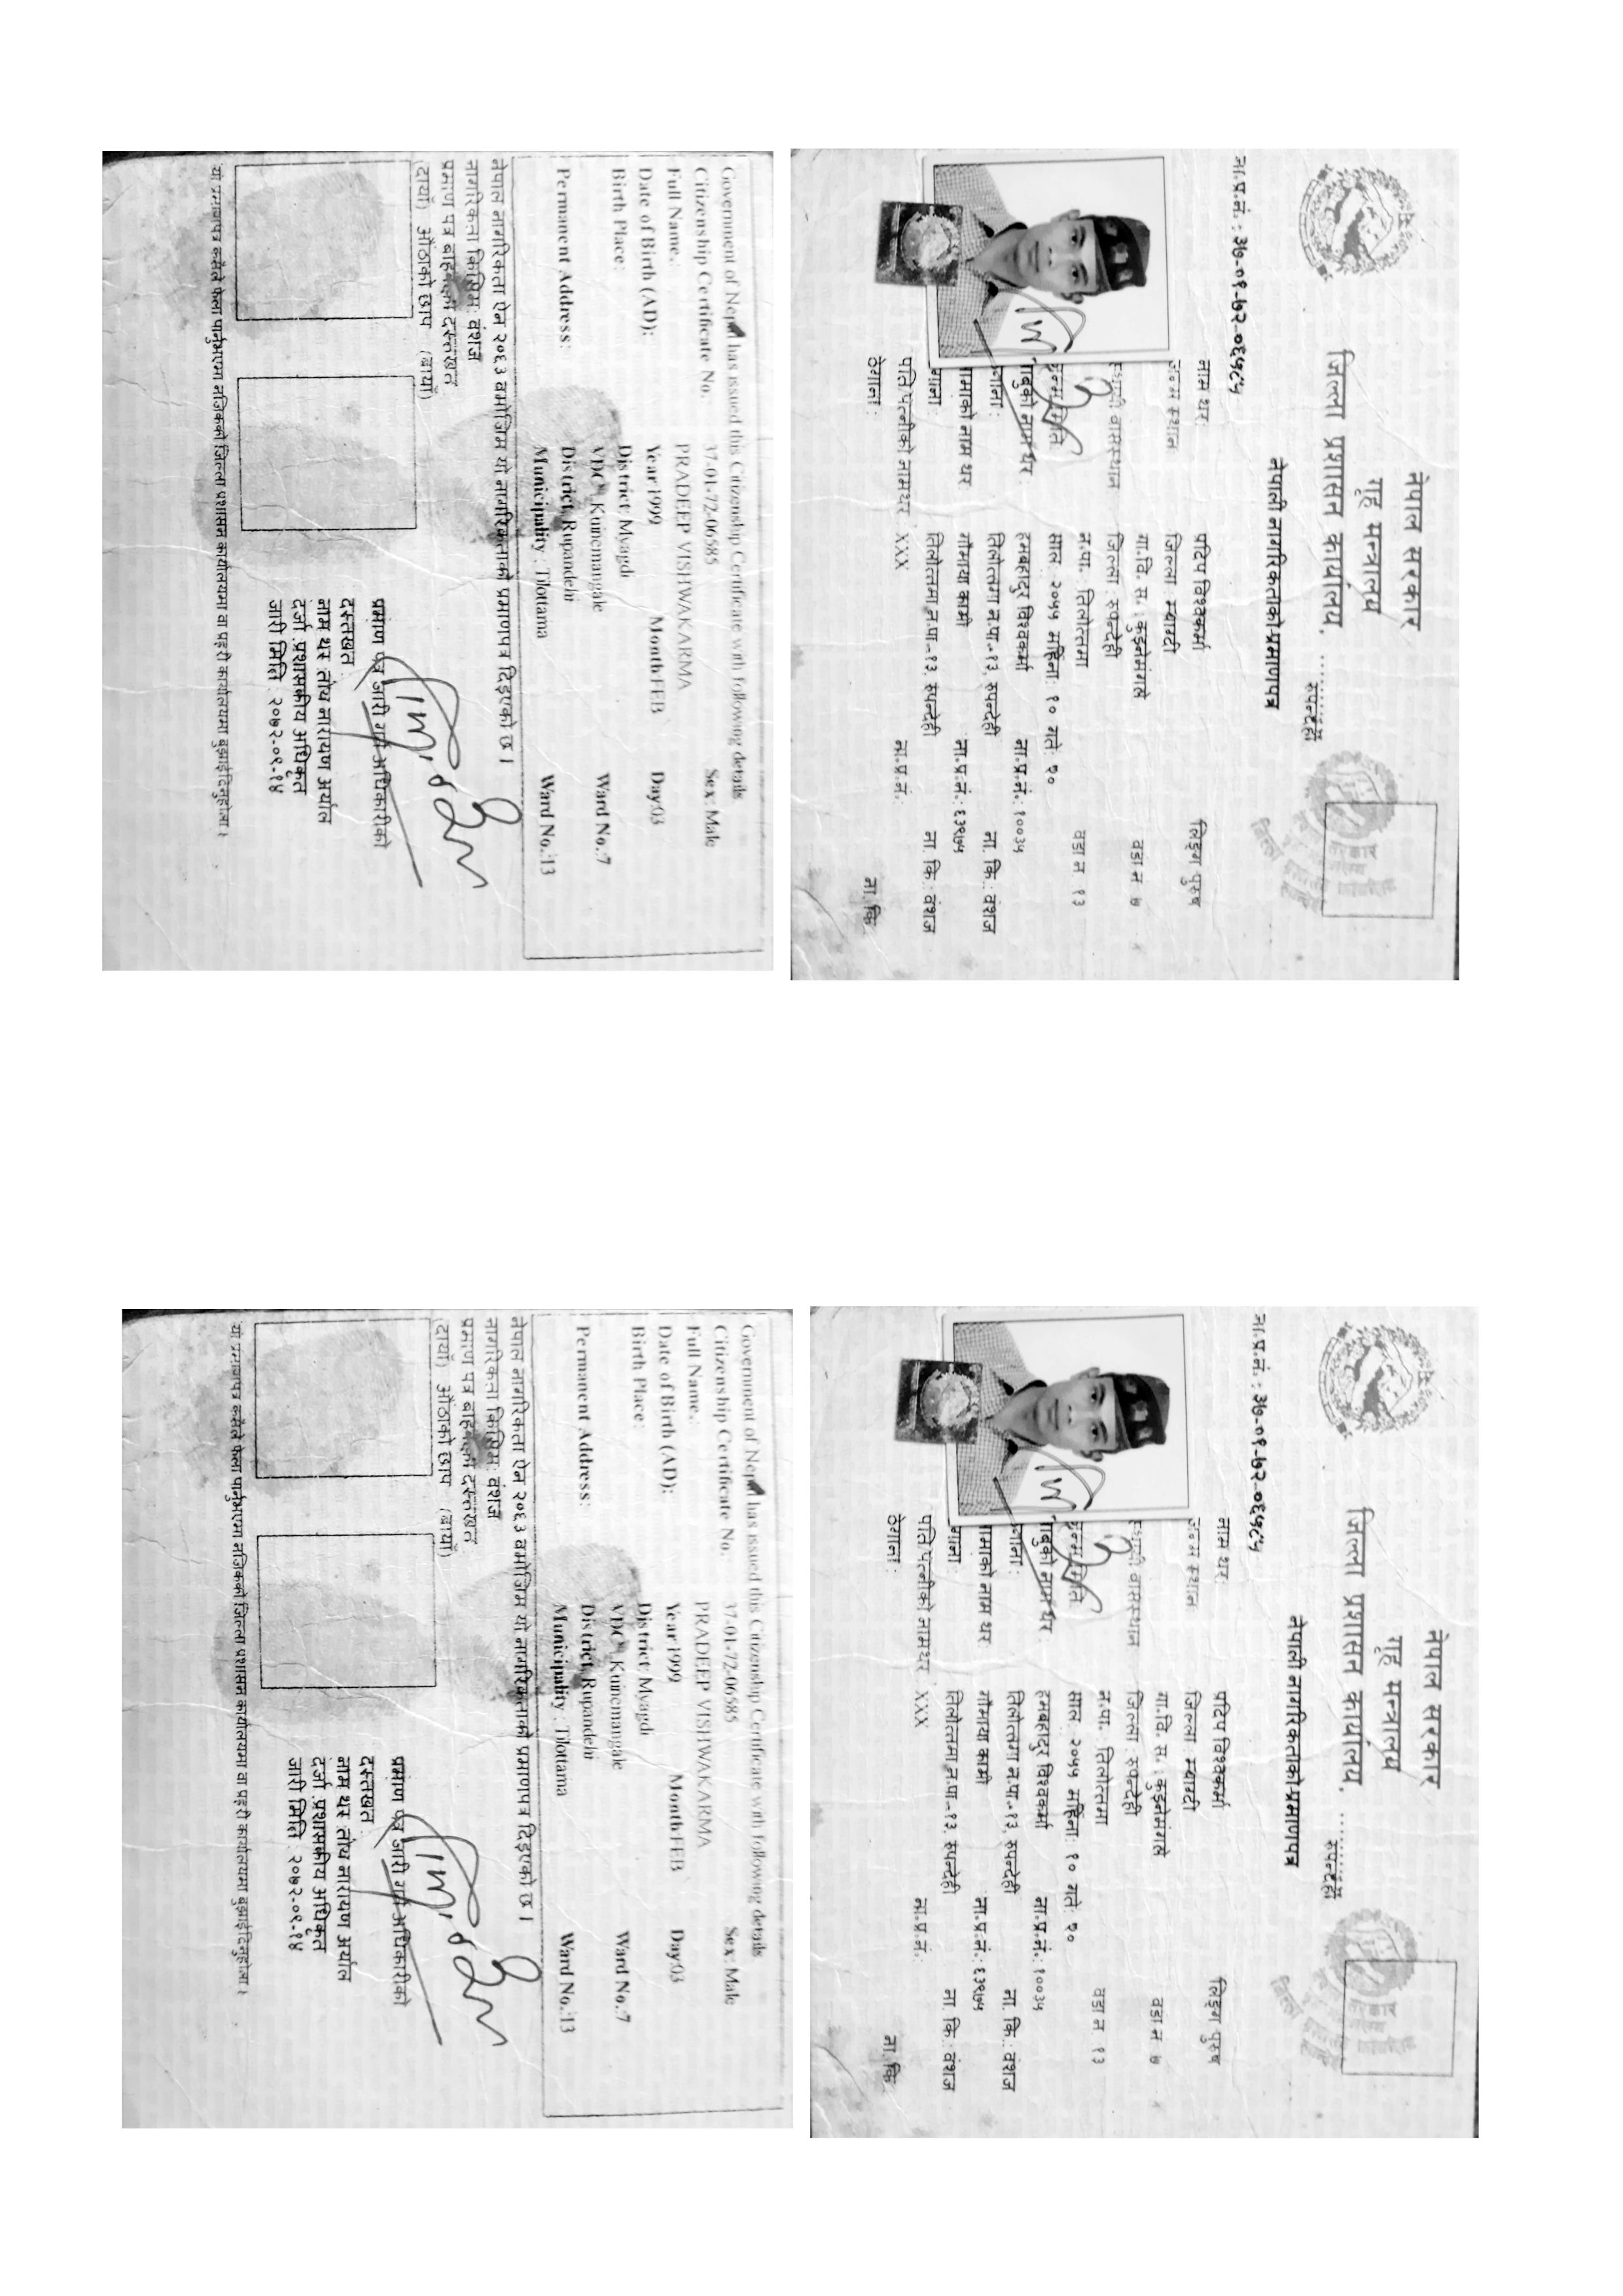 Government of Nepal has issued this Citizenship Certificate with following details
Citizenship Certificate No. 37-01-72-06585 Sex: Male
Full Name.: PRADEEP VISHWAKARMA
Date of Birth (AD): Year 1999 Month FEB Day 03
Birth Place: District: Myagdi
VDC Kuinemangale Ward No. 7
Permanent Address: District: Rupandehi
Municipality : Tilottama Ward No.:13
नेपाल नागरिकता ऐन २०६३ बमोजिम यो नागरिकताको प्रमाणपत्र दिइएको छ ।
नागरिकता किसिम: वंशज
प्रमाण पत्र वाहकको दस्तखत
(दायाँ) औंठाको छाप (बायाँ)
प्रमाण पत्र जारी गर्ने अधिकारीको
दस्तखत
नाम थर तोय नारायण अर्याल
दर्जा प्रशासकीय अधिकृत
जारी मिति : २०७२-०९-१४
यो प्रमाणपत्र कसैले फेला पार्नुभएमा नजिकको जिल्ला प्रशासन कार्यालयमा वा प्रहरी कार्यालयमा बुझाईदिनुहोला ।
नेपाल सरकार
गृह मन्त्रालय
जिल्ला प्रशासन कार्यालय, ........
रुपन्देही
नेपाली नागरिकताको प्रमाणपत्र
ना.प्र.नं. : ३७-०१-७२-०६५८५
नाम थर: प्रदिप विश्वकर्मा लिङ्ग पुरुष
जन्म स्थान जिल्ला : म्याग्दी
गा.वि. स. : कुइनेमंगले वडा न ७
स्थायी वासस्थान जिल्ला : रुपन्देही
न.पा. : तिलोत्तमा वडा न. १३
जन्म मिति साल : २०५५ महिना: १० गते २०
बाबुको नाम थर : हमबहादुर विश्वकर्मा ना.प्र.नं.: १००३५
ठेगाना: तिलोत्तमा न.पा.-१३, रुपन्देही ना. कि.: वंशज
आमाको नाम थर गौमाया कामी ना.प्र.नं.: ६३९७५
ठेगाना: तिलोत्तमा न.पा.-१३, रुपन्देही ना. कि.: वंशज
पति/पत्नीको नामथर XXX ना.प्र.नं.:
ठेगाना : ना.कि
Government of Nepal has issued this Citizenship Certificate with following details
Citizenship Certificate No. 37-01-72-06585 Sex: Male
Full Name.: PRADEEP VISHWAKARMA
Date of Birth (AD): Year 1999 Month FEB Day 03
Birth Place: District: Myagdi
VDC Kuinemangale Ward No. 7
Permanent Address: District: Rupandehi
Municipality : Tilottama Ward No.:13
नेपाल नागरिकता ऐन २०६३ बमोजिम यो नागरिकताको प्रमाणपत्र दिइएको छ ।
नागरिकता किसिम: वंशज
प्रमाण पत्र वाहकको दस्तखत
(दायाँ) औंठाको छाप (बायाँ)
प्रमाण पत्र जारी गर्ने अधिकारीको
दस्तखत
नाम थर तोय नारायण अर्याल
दर्जा प्रशासकीय अधिकृत
जारी मिति : २०७२-०९-१४
यो प्रमाणपत्र कसैले फेला पार्नुभएमा नजिकको जिल्ला प्रशासन कार्यालयमा वा प्रहरी कार्यालयमा बुझाईदिनुहोला ।
नेपाल सरकार
गृह मन्त्रालय
जिल्ला प्रशासन कार्यालय, ........
रुपन्देही
नेपाली नागरिकताको प्रमाणपत्र
ना.प्र.नं. : ३७-०१-७२-०६५८५
नाम थर: प्रदिप विश्वकर्मा लिङ्ग पुरुष
जन्म स्थान जिल्ला : म्याग्दी
गा.वि. स. : कुइनेमंगले वडा न ७
स्थायी वासस्थान जिल्ला : रुपन्देही
न.पा. : तिलोत्तमा वडा न. १३
जन्म मिति साल : २०५५ महिना: १० गते २०
बाबुको नाम थर : हमबहादुर विश्वकर्मा ना.प्र.नं.: १००३५
ठेगाना: तिलोत्तमा न.पा.-१३, रुपन्देही ना. कि.: वंशज
आमाको नाम थर गौमाया कामी ना.प्र.नं.: ६३९७५
ठेगाना: तिलोत्तमा न.पा.-१३, रुपन्देही ना. कि.: वंशज
पति/पत्नीको नामथर XXX ना.प्र.नं.:
ठेगाना : ना.कि